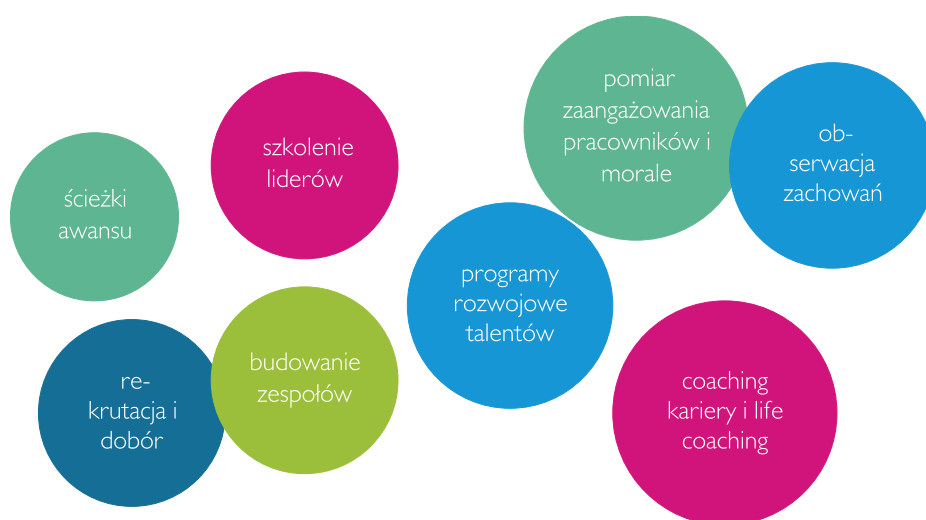 ścieżki
awansu
szkolenie
liderów
pomiar
zaangażowania
pracowników i
morale
ob-
serwacja
zachowań
re-
krutacja i
dobór
budowanie
zespołów
programy
rozwojowe
talentów
coaching
kariery i life
coaching